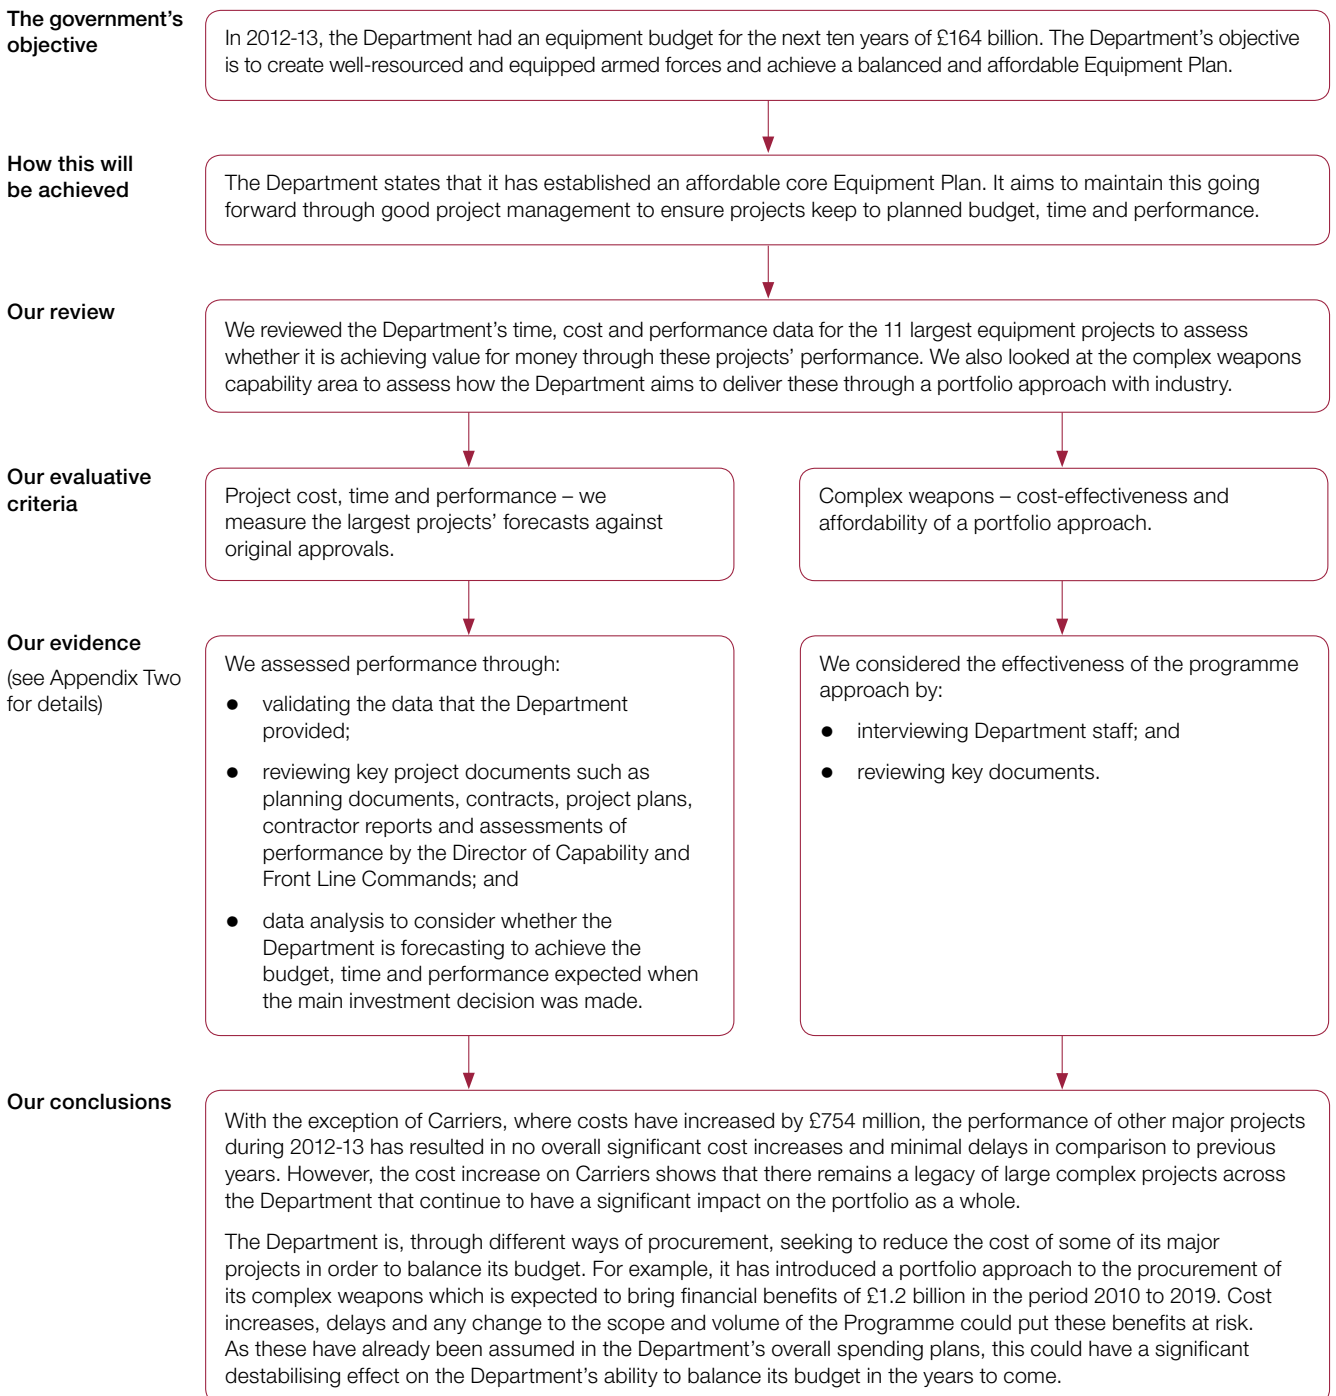 The government's
objective
In 2012-13, the Department had an equipment budget for the next ten years of £164 billion. The Department's objective
is to create well-resourced and equipped armed forces and achieve a balanced and affordable Equipment Plan.
How this will
be achieved
The Department states that it has established an affordable core Equipment Plan. It aims to maintain this going
forward through good project management to ensure projects keep to planned budget, time and performance.
Our review
We reviewed the Department's time, cost and performance data for the 11 largest equipment projects to assess
whether it is achieving value for money through these projects' performance. We also looked at the complex weapons
capability area to assess how the Department aims to deliver these through a portfolio approach with industry.
Our evaluative
criteria
Project cost, time and performance – we
measure the largest projects' forecasts against
original approvals.
Complex weapons – cost-effectiveness and
affordability of a portfolio approach.
Our evidence
(see Appendix Two
for details)
We assessed performance through:
● validating the data that the Department
provided;
● reviewing key project documents such as
planning documents, contracts, project plans,
contractor reports and assessments of
performance by the Director of Capability and
Front Line Commands; and
● data analysis to consider whether the
Department is forecasting to achieve the
budget, time and performance expected when
the main investment decision was made.
We considered the effectiveness of the programme
approach by:
● interviewing Department staff; and
● reviewing key documents.
Our conclusions
With the exception of Carriers, where costs have increased by £754 million, the performance of other major projects
during 2012-13 has resulted in no overall significant cost increases and minimal delays in comparison to previous
years. However, the cost increase on Carriers shows that there remains a legacy of large complex projects across
the Department that continue to have a significant impact on the portfolio as a whole.
The Department is, through different ways of procurement, seeking to reduce the cost of some of its major
projects in order to balance its budget. For example, it has introduced a portfolio approach to the procurement of
its complex weapons which is expected to bring financial benefits of £1.2 billion in the period 2010 to 2019. Cost
increases, delays and any change to the scope and volume of the Programme could put these benefits at risk.
As these have already been assumed in the Department's overall spending plans, this could have a significant
destabilising effect on the Department's ability to balance its budget in the years to come.